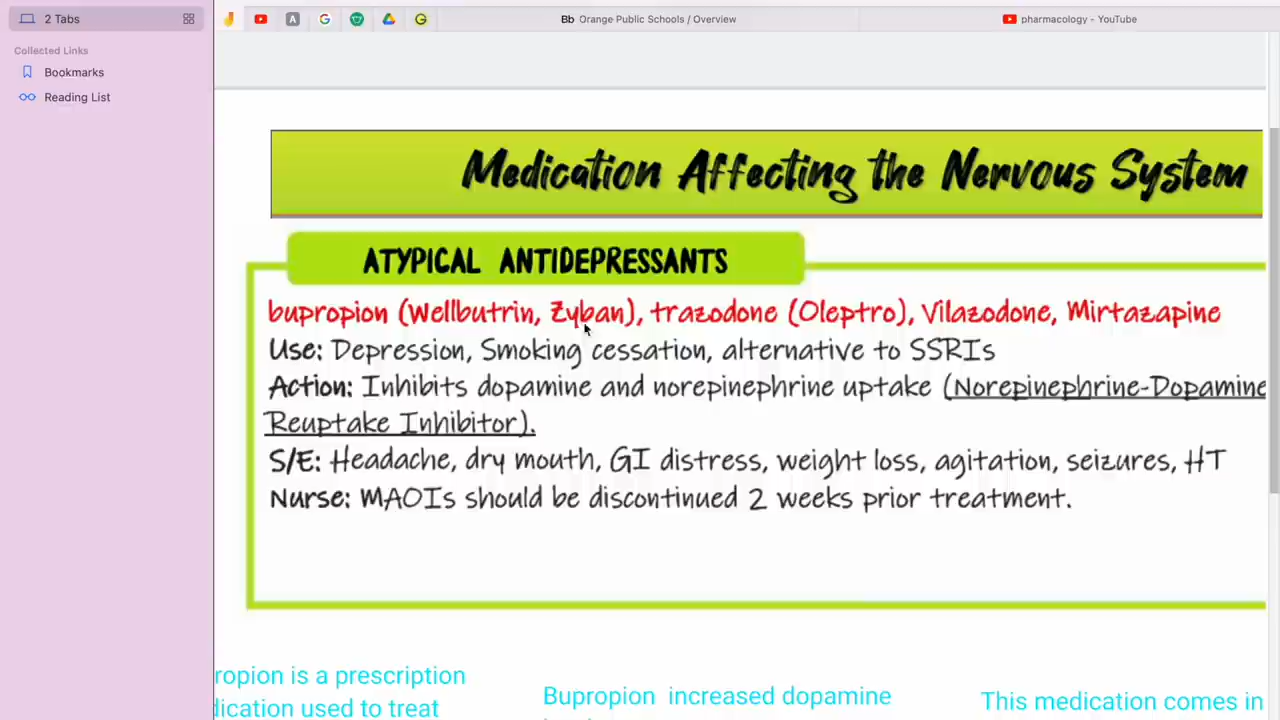 2 Tabs
Bb Orange Public Schools / Overview
pharmacology - YouTube
Collected Links
Bookmarks
Reading List
Medication Affecting the Nervous System
ATYPICAL ANTIDEPRESSANTS
bupropion (Wellbutrin, Zyban), trazodone (Oleptro), Vilazodone, Mirtazapine
Use: Depression, Smoking cessation, alternative to SSRIs
Action: Inhibits dopamine and norepinephrine uptake (Norepinephrine-Dopamine
Reuptake Inhibitor).
S/E: Headache, dry mouth, GI distress, weight loss, agitation, seizures, HT
Nurse: MAOIs should be discontinued 2 weeks prior treatment.
ropion is a prescription
dication used to treat
Bupropion increased dopamine
This medication comes in